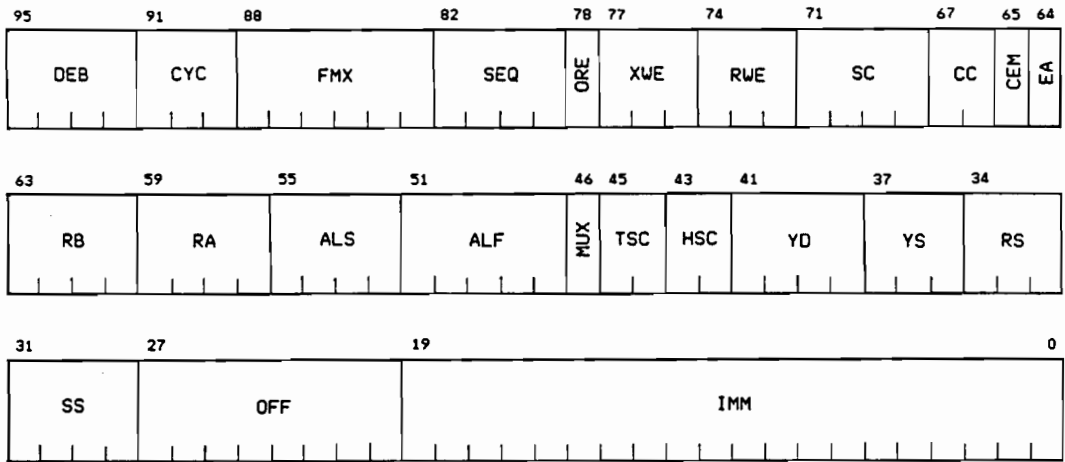 95 91 88 82 78 77 74 71 67 65 64
DEB CYC FMX SEQ ORE XWE RWE SC CC CEM EA
63 59 55 51 46 45 43 41 37 34
RB RA ALS ALF MUX TSC HSC YD YS RS
31 27 19 0
SS OFF IMM